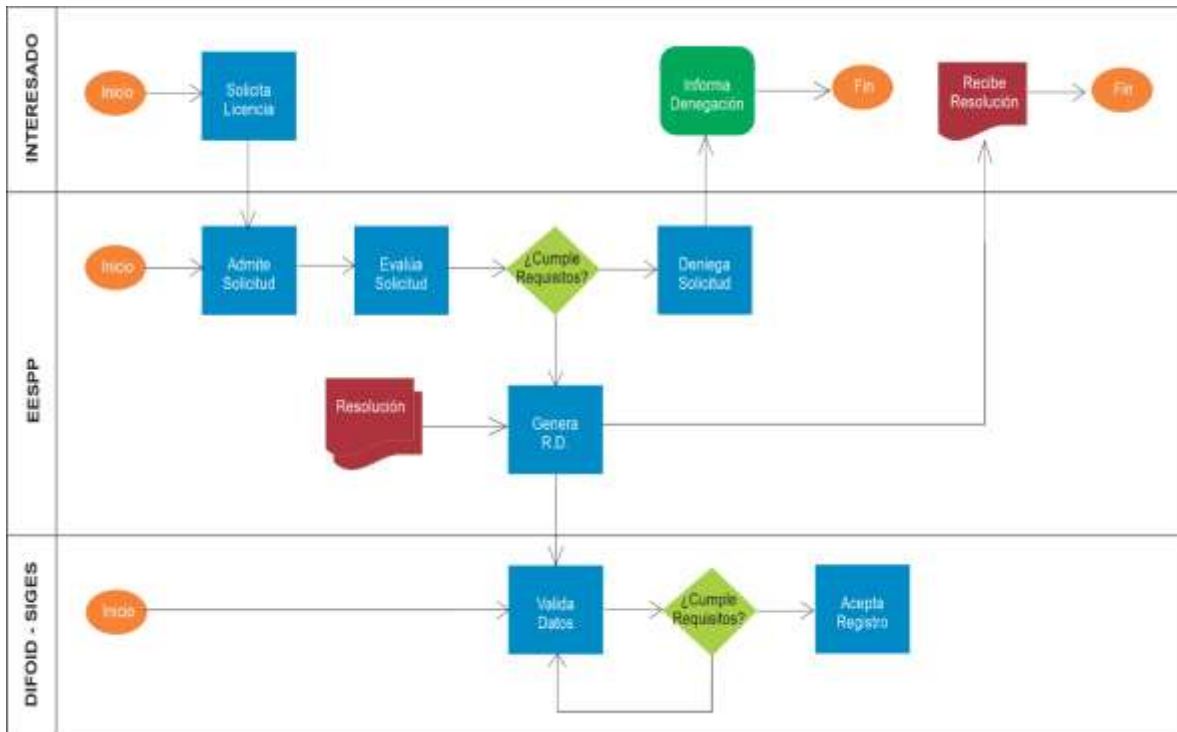 INTERESADO
Inicio
Solicita
Licencia
Informa
Denegación
Fin
Recibe
Resolución
Fin
EESPP
Inicio
Admite
Solicitud
Evalúa
Solicitud
¿Cumple
Requisitos?
Deniega
Solicitud
Resolución
Genera
R.D.
DIFOID - SIGES
Inicio
Valida
Datos
¿Cumple
Requisitos?
Acepta
Registro